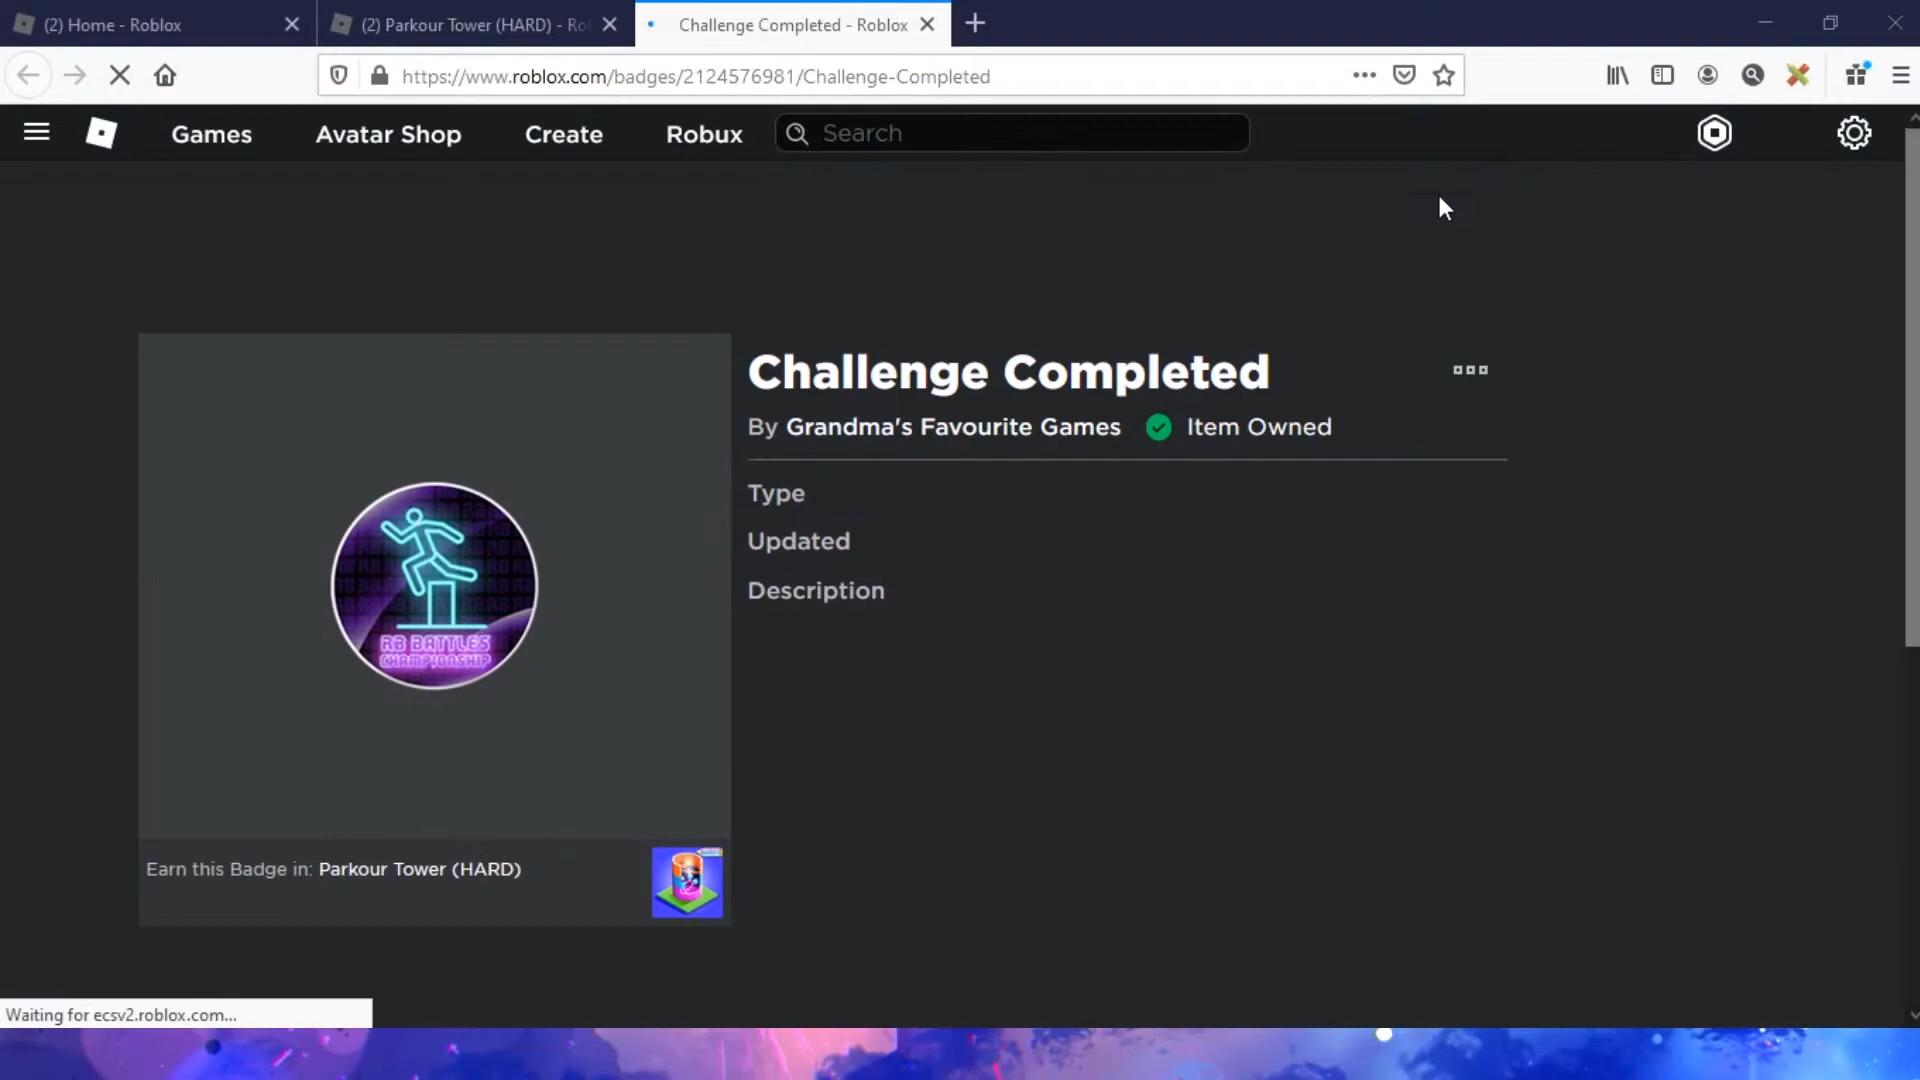 (2) Home - Roblox
(2) Parkour Tower (HARD) - Ro
Challenge Completed - Roblox
https://www.roblox.com/badges/2124576981/Challenge-Completed
Games
Avatar Shop
Create
Robux
Search
Challenge Completed
By Grandma's Favourite Games
Item Owned
Type
Updated
Description
RB BATTLES
CHAMPIONSHIP
Earn this Badge in: Parkour Tower (HARD)
Waiting for ecsv2.roblox.com...